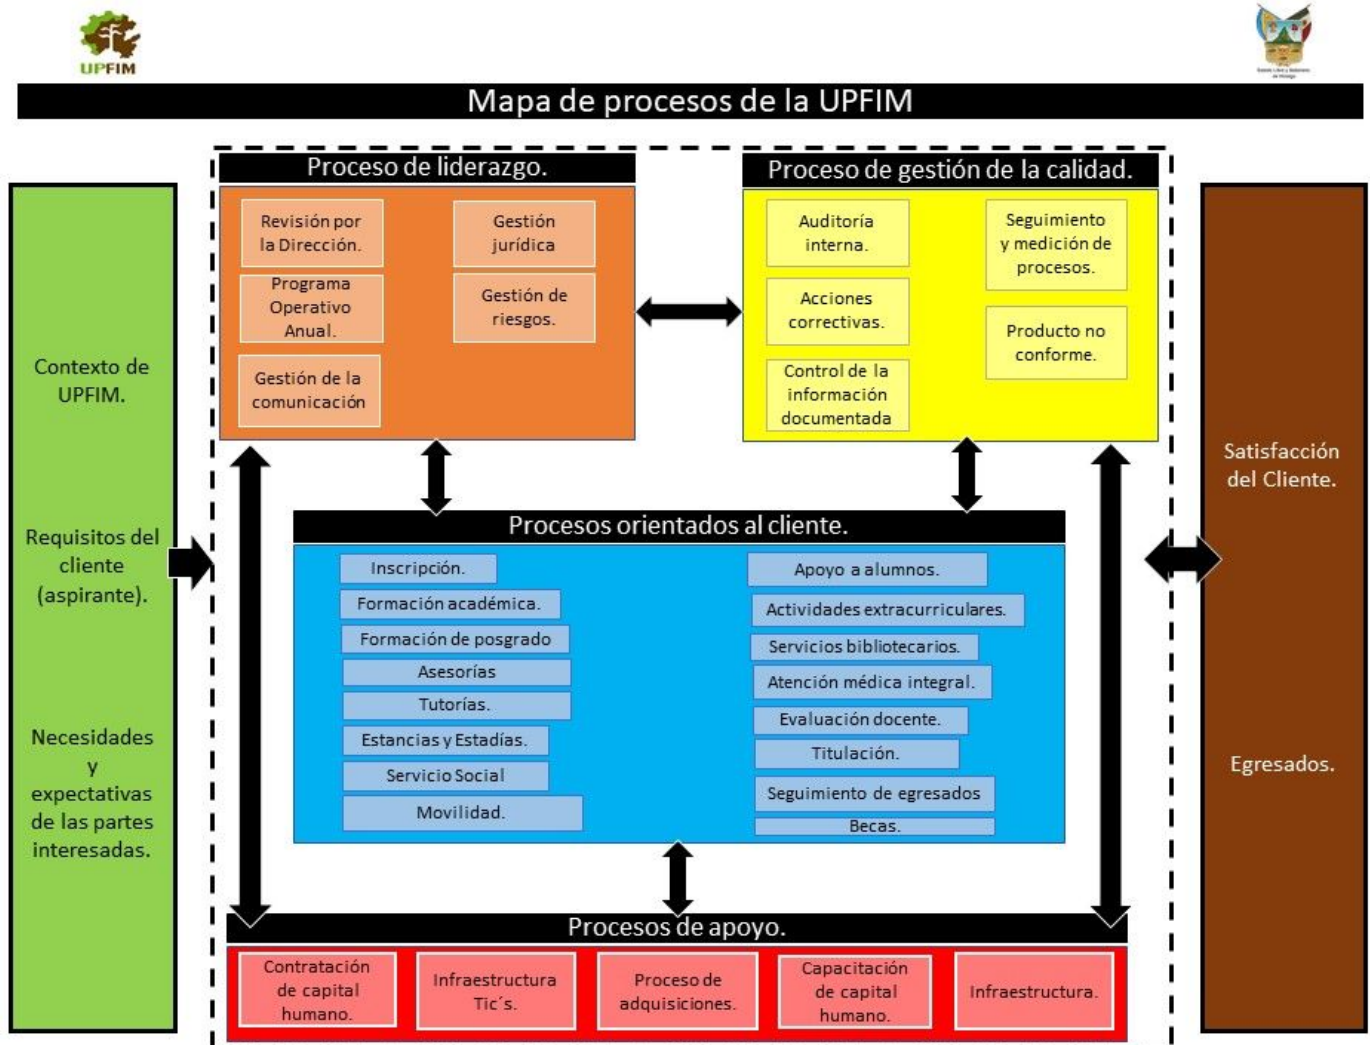 UPFIM
Estado Libre y Soberano
de Hidalgo
Mapa de procesos de la UPFIM
Contexto de
UPFIM.
Requisitos del
cliente
(aspirante).
Necesidades
y
expectativas
de las partes
interesadas.
Proceso de liderazgo.
Revisión por
la Dirección.
Programa
Operativo
Anual.
Gestión de la
comunicación
Gestión
jurídica
Gestión de
riesgos.
Proceso de gestión de la calidad.
Auditoría
interna.
Acciones
correctivas.
Control de la
información
documentada
Seguimiento
y medición de
procesos.
Producto no
conforme.
Procesos orientados al cliente.
Inscripción.
Formación académica.
Formación de posgrado
Asesorías
Tutorías.
Estancias y Estadías.
Servicio Social
Movilidad.
Apoyo a alumnos.
Actividades extracurriculares.
Servicios bibliotecarios.
Atención médica integral.
Evaluación docente.
Titulación.
Seguimiento de egresados
Becas.
Procesos de apoyo.
Contratación
de capital
humano.
Infraestructura
Tic´s.
Proceso de
adquisiciones.
Capacitación
de capital
humano.
Infraestructura.
Satisfacción
del Cliente.
Egresados.